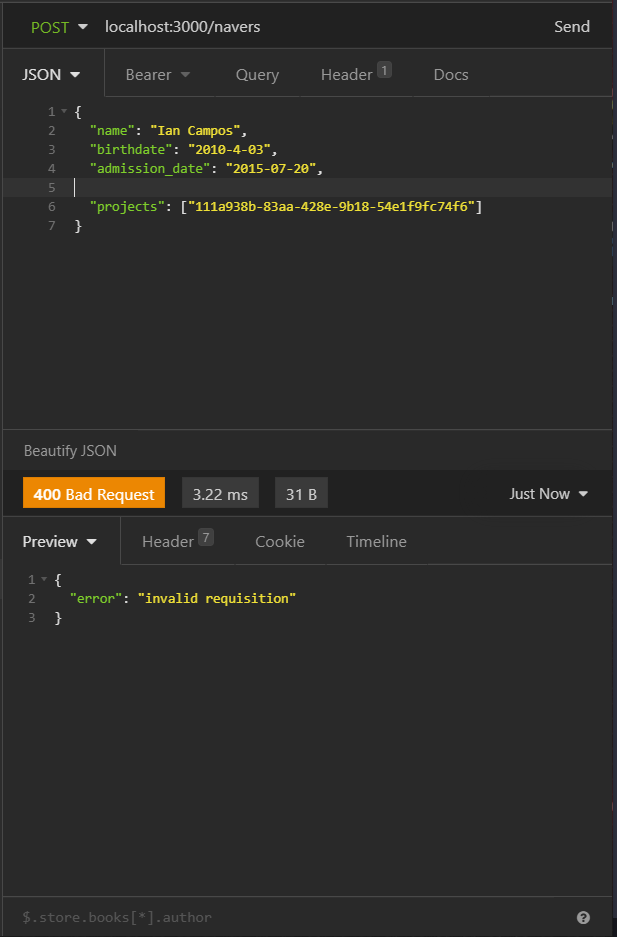 POST localhost:3000/navers Send
JSON Bearer Query Header 1 Docs
1 {
2 "name": "Ian Campos",
3 "birthdate": "2010-4-03",
4 "admission_date": "2015-07-20",
5
6 "projects": ["111a938b-83aa-428e-9b18-54e1f9fc74f6"]
7 }
Beautify JSON
400 Bad Request 3.22 ms 31 B Just Now
Preview Header 7 Cookie Timeline
1 {
2 "error": "invalid requisition"
3 }
$.store.books[*].author ?